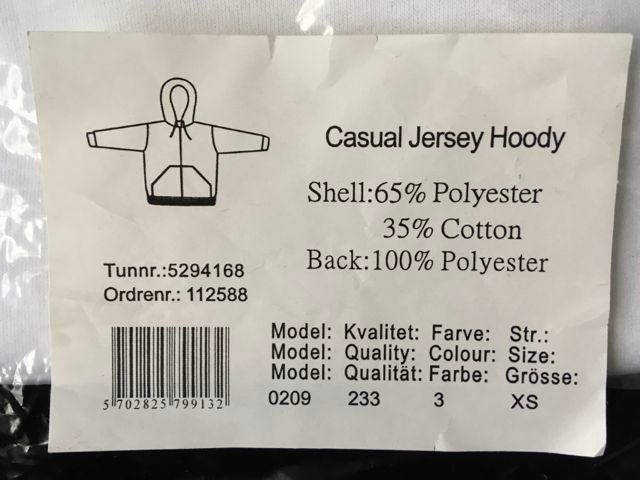 Casual Jersey Hoody
Shell:65% Polyester
35% Cotton
Back:100% Polyester
Tunnr.:5294168
Ordrenr.: 112588
Model: Kvalitet: Farve: Str.:
Model: Quality: Colour: Size:
Model: Qualität: Farbe: Grösse:
0209 233 3 XS
5 702825 799132